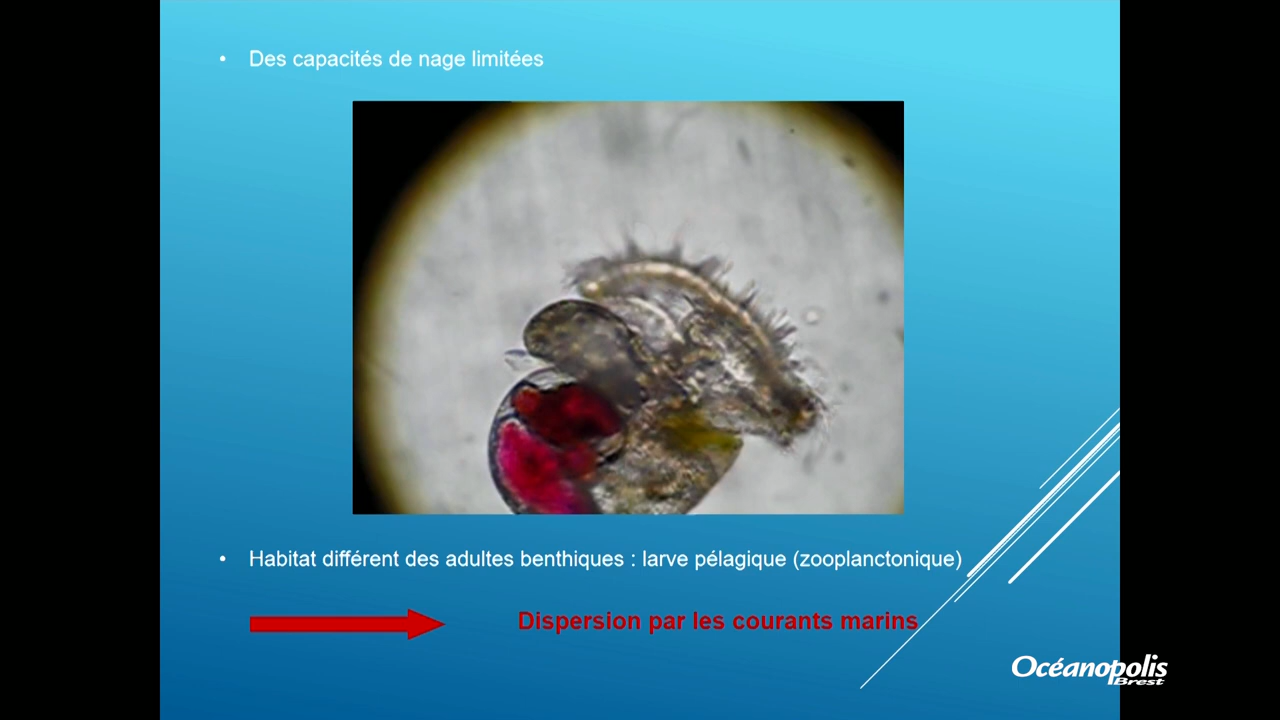 • Des capacités de nage limitées
• Habitat différent des adultes benthiques : larve pélagique (zooplanctonique)
Dispersion par les courants marins
Océanopolis
Brest